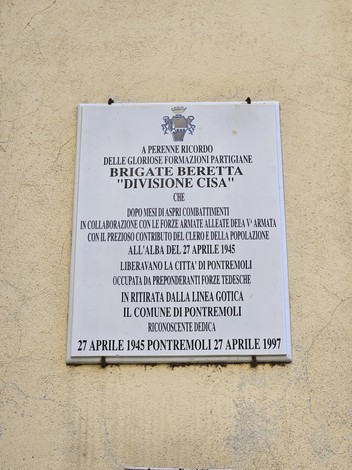 A PERENNE RICORDO
DELLE GLORIOSE FORMAZIONI PARTIGIANE
BRIGATE BERETTA
"DIVISIONE CISA"
CHE
DOPO MESI DI ASPRI COMBATTIMENTI
IN COLLABORAZIONE CON LE FORZE ARMATE ALLEATE DELA Vª ARMATA
CON IL PREZIOSO CONTRIBUTO DEL CLERO E DELLA POPOLAZIONE
ALL'ALBA DEL 27 APRILE 1945
LIBERAVANO LA CITTA' DI PONTREMOLI
OCCUPATA DA PREPONDERANTI FORZE TEDESCHE
IN RITIRATA DALLA LINEA GOTICA
IL COMUNE DI PONTREMOLI
RICONOSCENTE DEDICA
27 APRILE 1945 PONTREMOLI 27 APRILE 1997